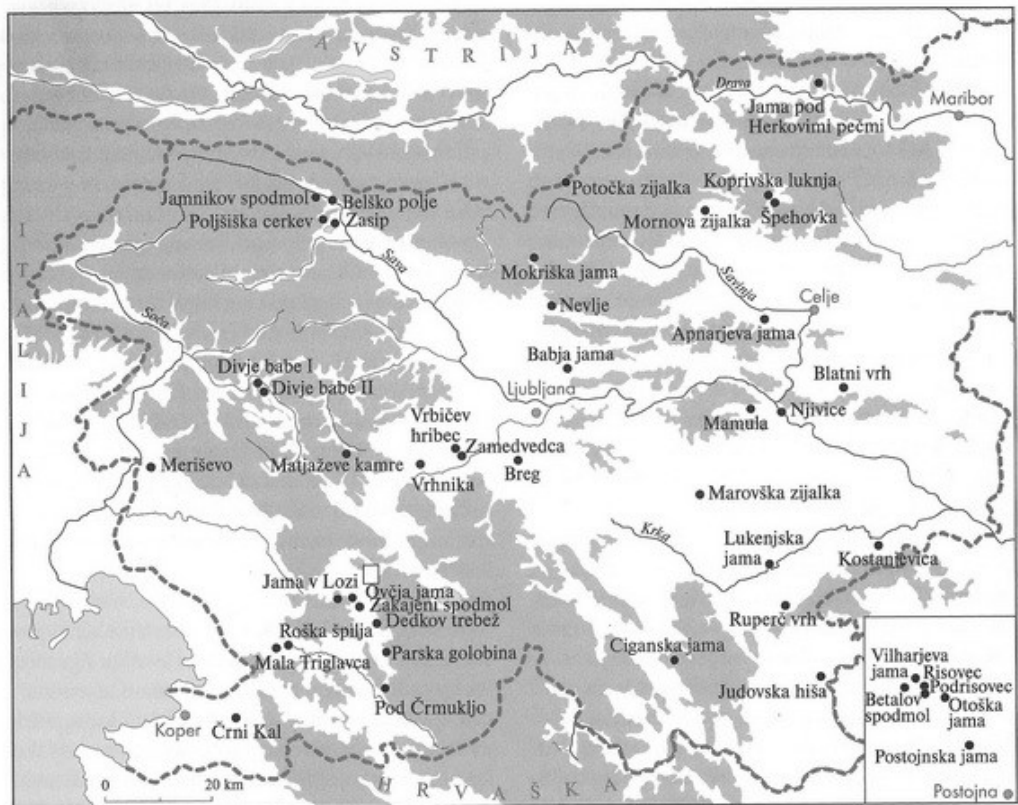 AVSTRIJA
Drava
Jama pod
Herkovimi pečmi
Maribor
Potočka zijalka
Koprivška luknja
Špehovka
Mornova zijalka
Jamnikov spodmol
Belško polje
Poljšiška cerkev
Zasip
ITALIJA
Sava
Mokriška jama
Savinja
Soča
Nevlje
Celje
Apnarjeva jama
Babja jama
Divje babe I
Divje babe II
Ljubljana
Blatni vrh
Vrbičev
hribec
Zamedvedca
Mamula
Njivice
Meriševo
Matjaževe kamre
Vrhnika
Breg
Marovška zijalka
Krka
Lukenjska
jama
Kostanjevica
Jama v Lozi
Ovčja jama
Zakajeni spodmol
Dedkov trebež
Ruperč vrh
Roška špilja
Mala Triglavca
Parska golobina
Ciganska jama
Judovska hiša
Pod Črmukljo
Koper
Črni Kal
Vilharjeva
jama
Risovec
Podrisovec
Betalov
spodmol
Otoška
jama
Postojnska jama
Postojna
0
20 km
HRVAŠKA